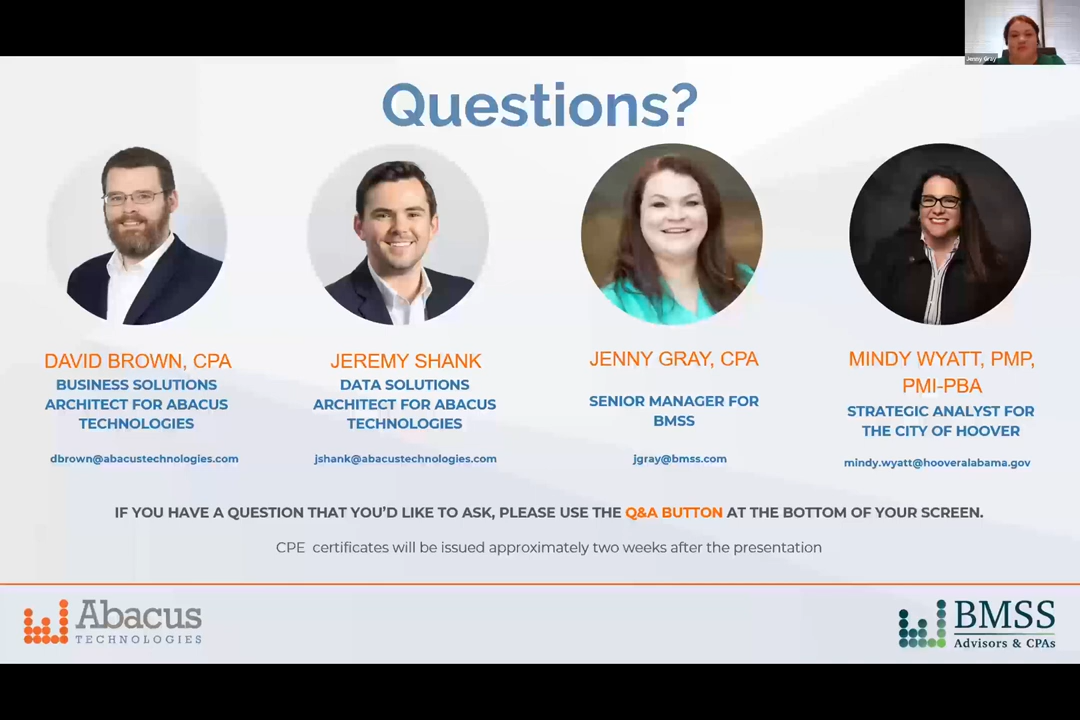 Jenny Gray
Questions?
DAVID BROWN, CPA
BUSINESS SOLUTIONS
ARCHITECT FOR ABACUS
TECHNOLOGIES
dbrown@abacustechnologies.com
JEREMY SHANK
DATA SOLUTIONS
ARCHITECT FOR ABACUS
TECHNOLOGIES
jshank@abacustechnologies.com
JENNY GRAY, CPA
SENIOR MANAGER FOR
BMSS
jgray@bmss.com
MINDY WYATT, PMP,
PMI-PBA
STRATEGIC ANALYST FOR
THE CITY OF HOOVER
mindy.wyatt@hooveralabama.gov
IF YOU HAVE A QUESTION THAT YOU'D LIKE TO ASK, PLEASE USE THE Q&A BUTTON AT THE BOTTOM OF YOUR SCREEN.
CPE certificates will be issued approximately two weeks after the presentation
Abacus
TECHNOLOGIES
BMSS
Advisors & CPAs